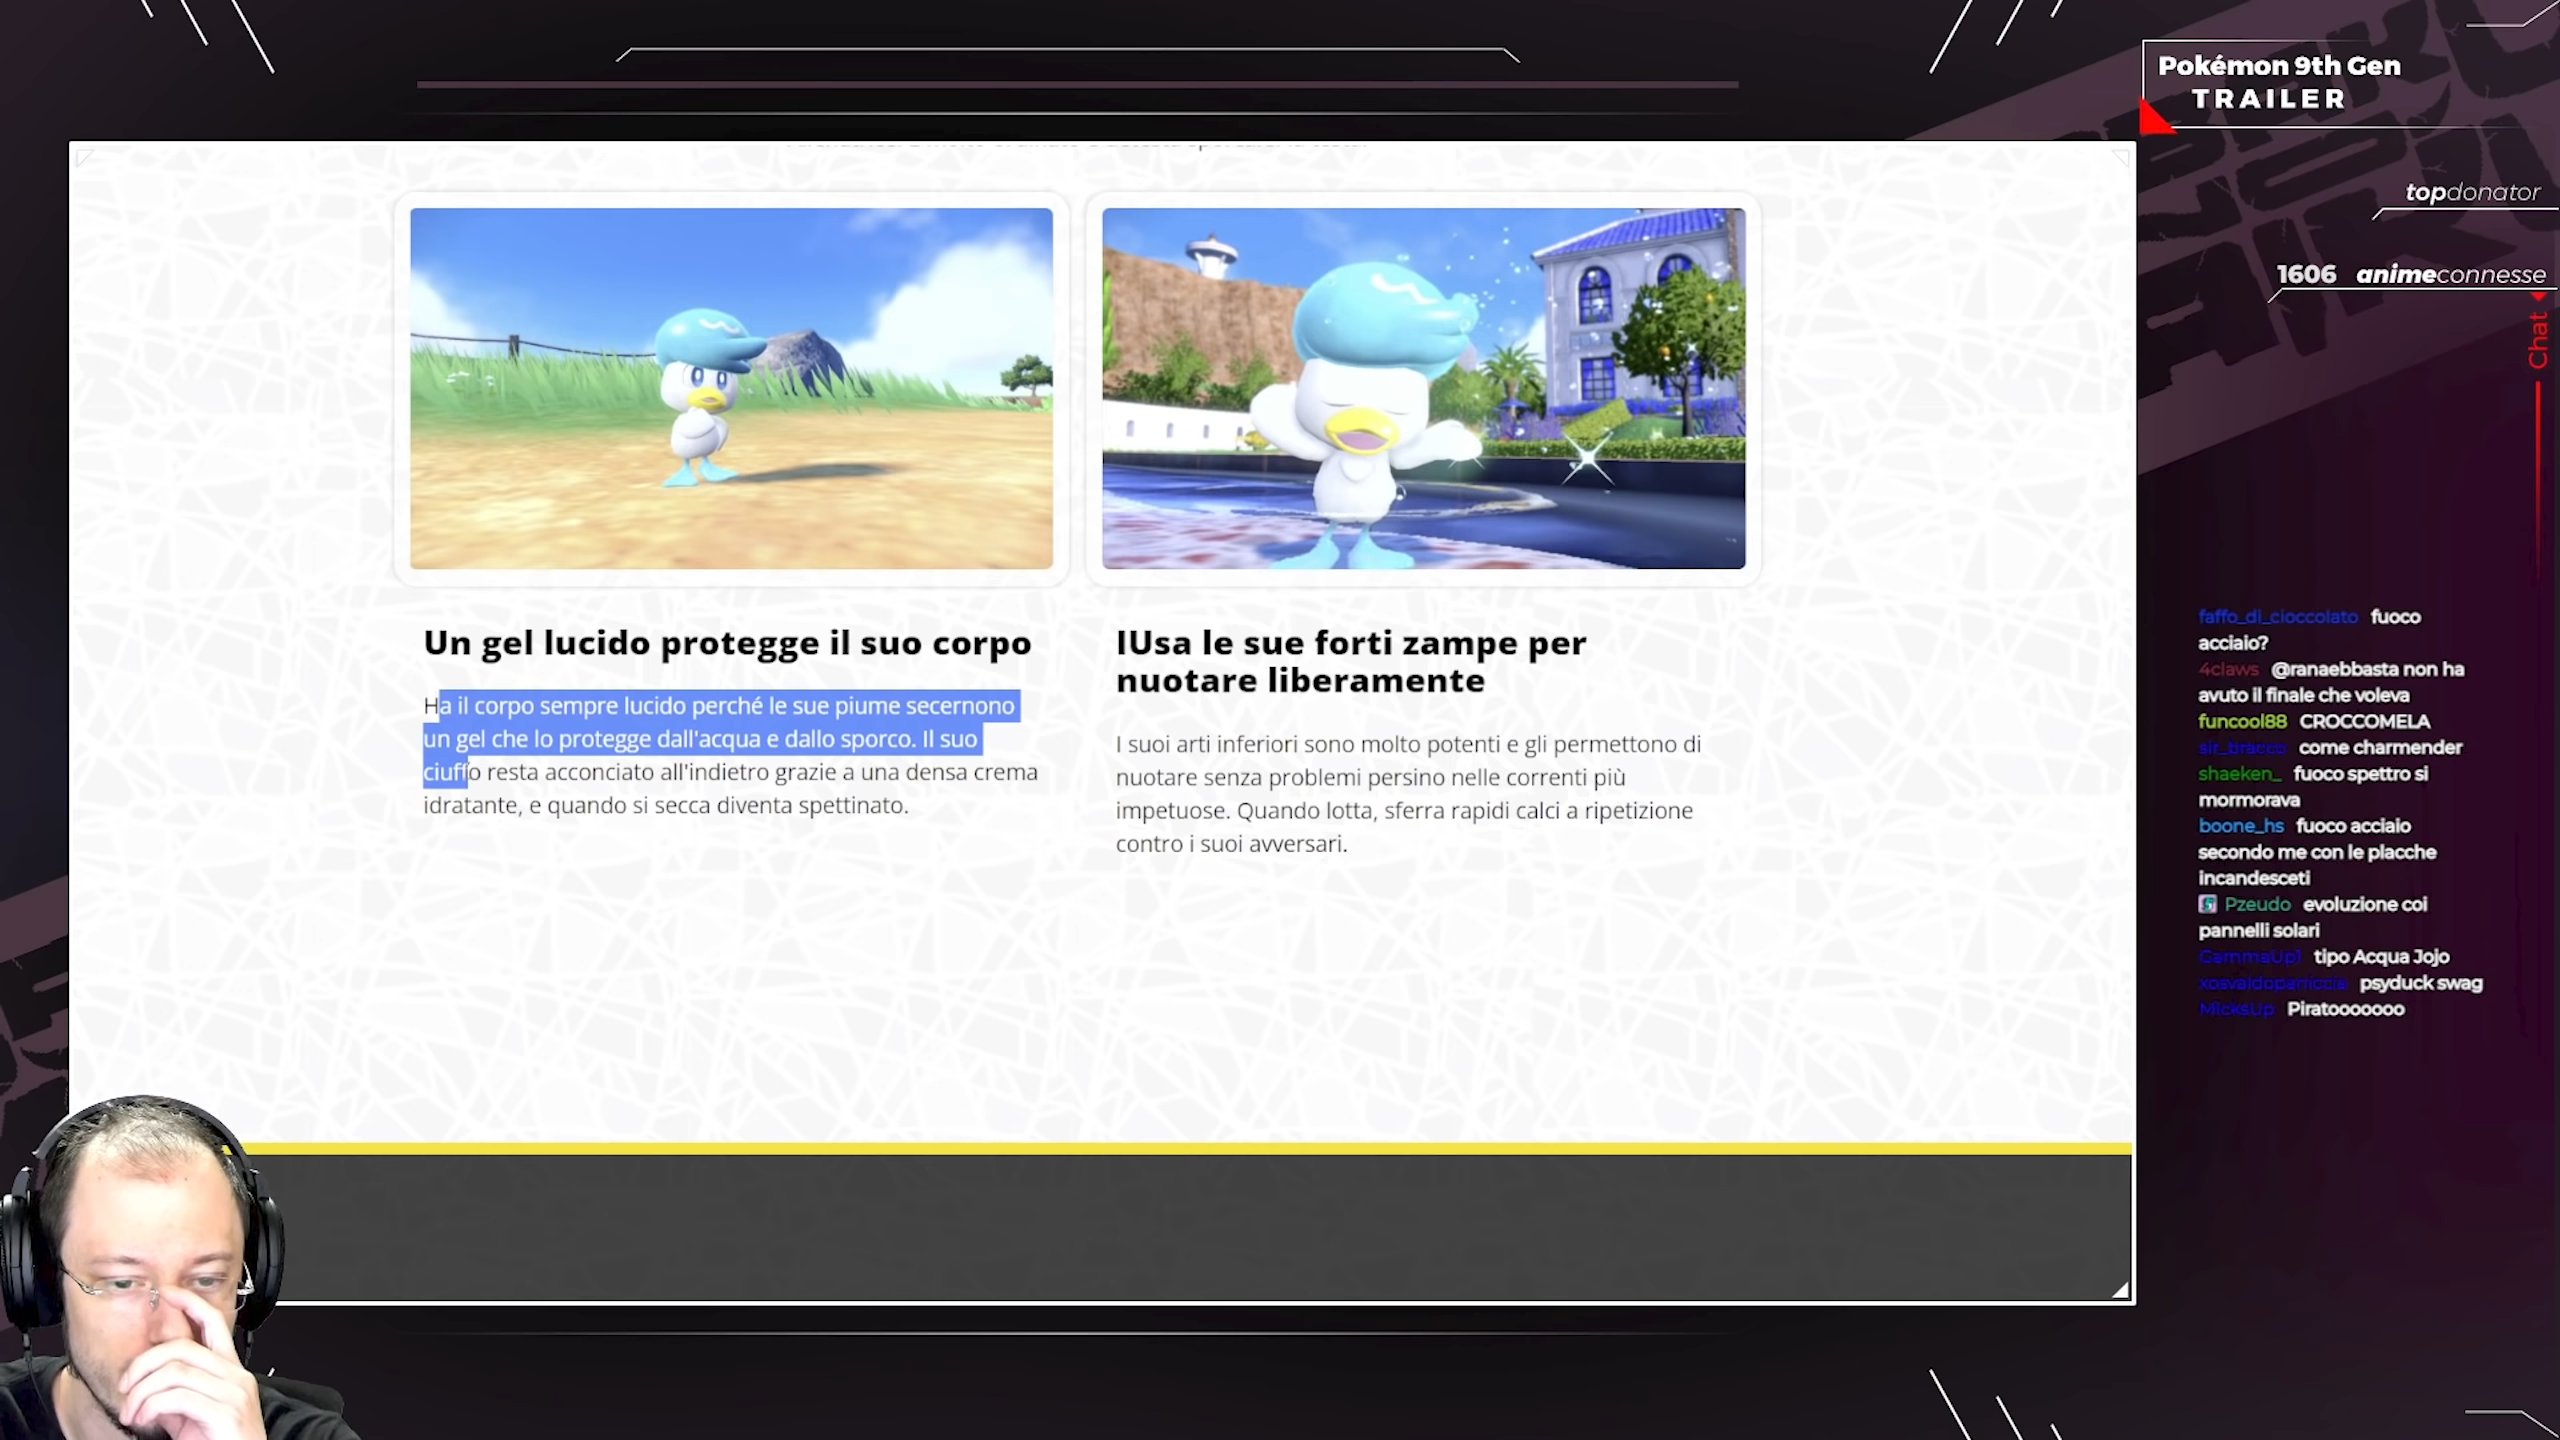 Pokémon 9th Gen
TRAILER
topdonator
1606 animeconnesse
Chat
Un gel lucido protegge il suo corpo
Ha il corpo sempre lucido perché le sue piume secernono
un gel che lo protegge dall'acqua e dallo sporco. Il suo
ciuffo resta acconciato all'indietro grazie a una densa crema
idratante, e quando si secca diventa spettinato.
IUsa le sue forti zampe per
nuotare liberamente
I suoi arti inferiori sono molto potenti e gli permettono di
nuotare senza problemi persino nelle correnti più
impetuose. Quando lotta, sferra rapidi calci a ripetizione
contro i suoi avversari.
faffo_di_cioccolato fuoco
acciaio?
4claws @ranaebbasta non ha
avuto il finale che voleva
funcool88 CROCCOMELA
come charmender
shaeken_ fuoco spettro si
mormorava
boone_hs fuoco acciaio
secondo me con le placche
incandesceti
Pzeudo evoluzione coi
pannelli solari
GammaUp1 tipo Acqua Jojo
psyduck swag
MicksUp Piratooooooo